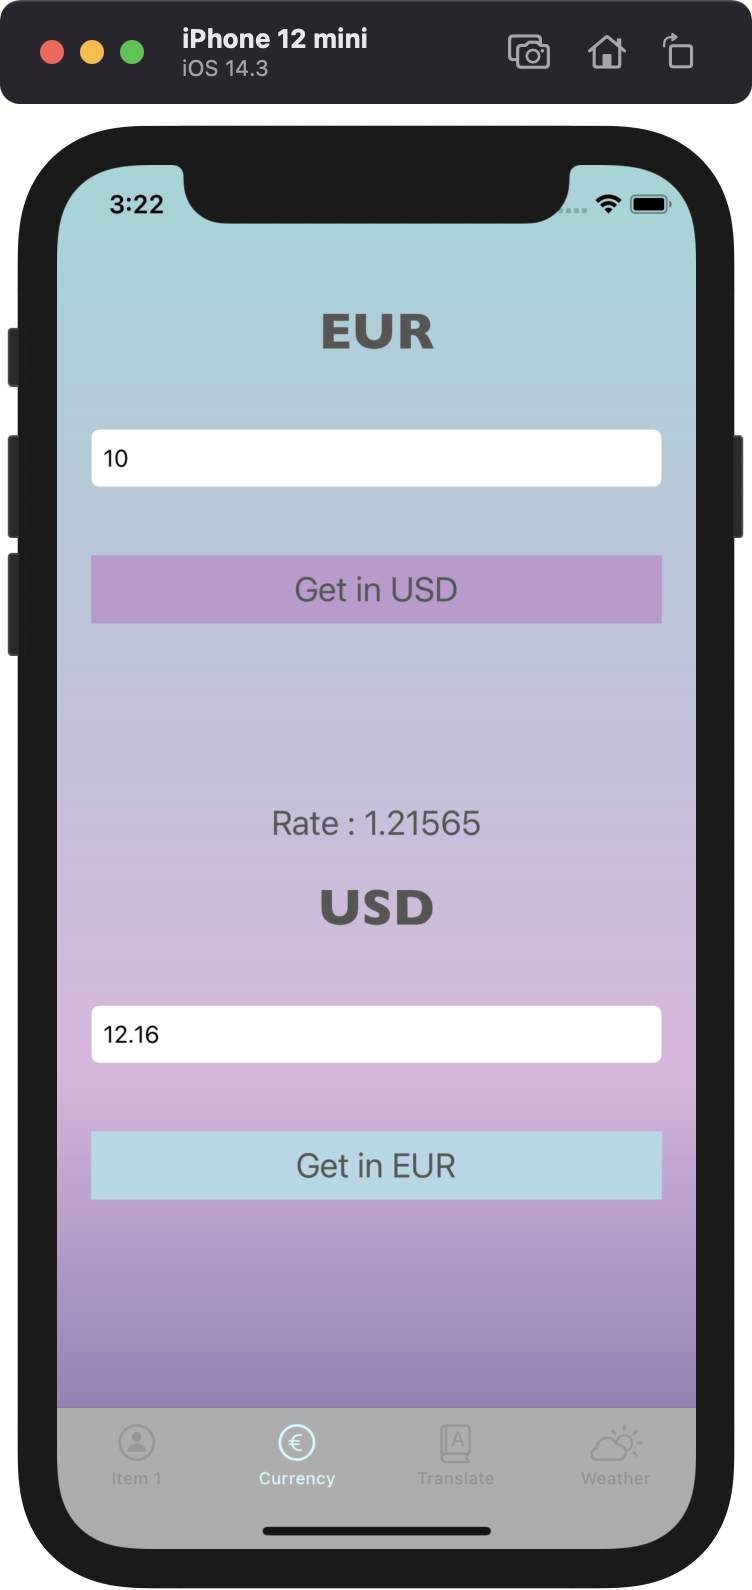 iPhone 12 mini
iOS 14.3
3:22
EUR
10
Get in USD
Rate : 1.21565
USD
12.16
Get in EUR
Item 1
Currency
Translate
Weather